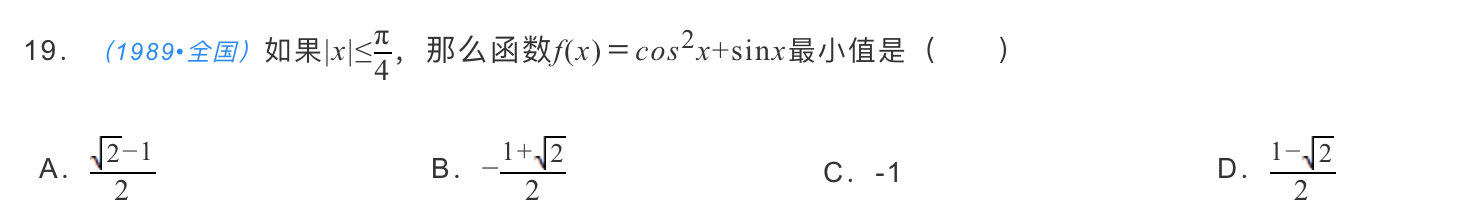 19. (1989•全国) 如果|x|≤π/4，那么函数f(x)=cos²x+sinx最小值是（　　）
A. (√2−1)/2 B. −(1+√2)/2 C. -1 D. (1−√2)/2